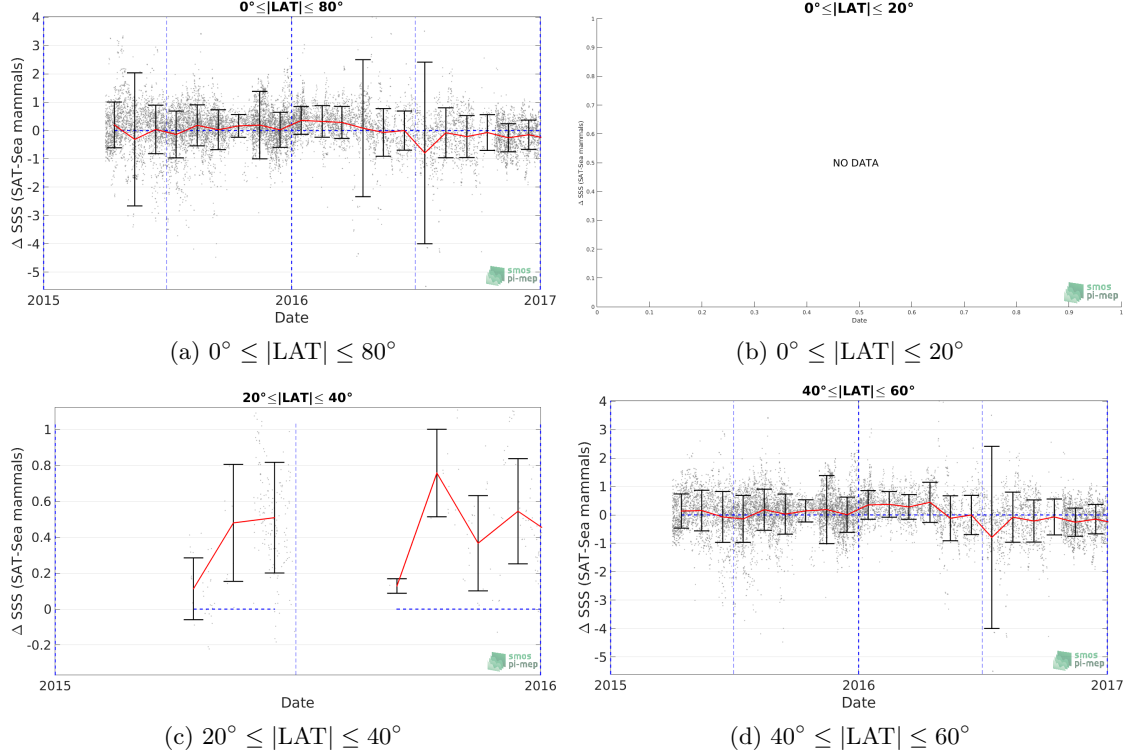 0°≤|LAT|≤ 80°
4
3
2
1
0
-1
-2
-3
-4
-5
Δ SSS (SAT-Sea mammals)
2015
2016
2017
Date
smos
pi-mep
(a) 0° ≤ |LAT| ≤ 80°
0°≤|LAT|≤ 20°
1
0.9
0.8
0.7
0.6
0.5
0.4
0.3
0.2
0.1
0
Δ SSS (SAT-Sea mammals)
NO DATA
0
0.1
0.2
0.3
0.4
0.5
0.6
0.7
0.8
0.9
1
Date
smos
pi-mep
(b) 0° ≤ |LAT| ≤ 20°
20°≤|LAT|≤ 40°
1
0.8
0.6
0.4
0.2
0
-0.2
Δ SSS (SAT-Sea mammals)
2015
2016
Date
smos
pi-mep
(c) 20° ≤ |LAT| ≤ 40°
40°≤|LAT|≤ 60°
4
3
2
1
0
-1
-2
-3
-4
-5
Δ SSS (SAT-Sea mammals)
2015
2016
2017
Date
smos
pi-mep
(d) 40° ≤ |LAT| ≤ 60°